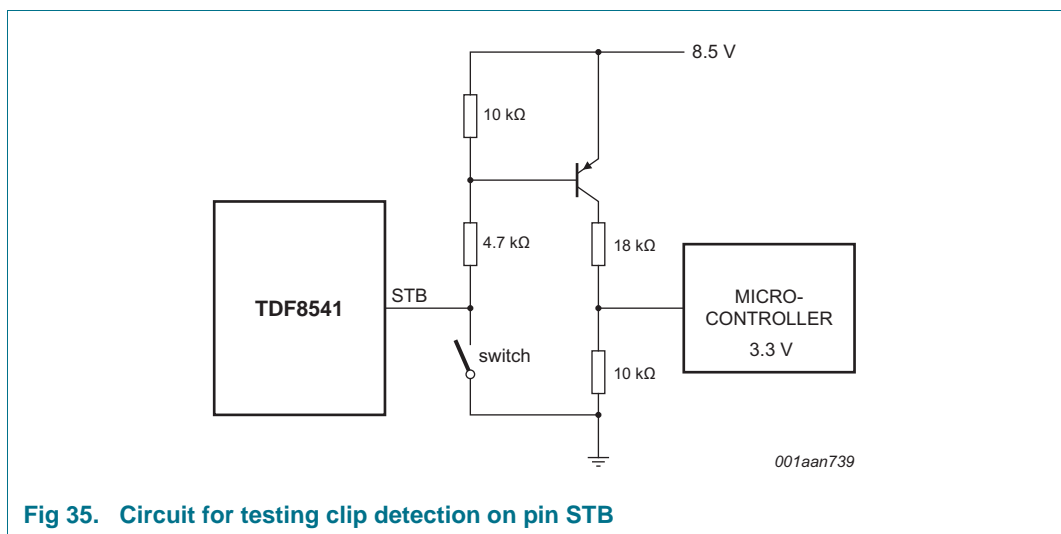 8.5 V
10 kΩ
4.7 kΩ
18 kΩ
TDF8541
STB
MICRO-
CONTROLLER
3.3 V
switch
10 kΩ
001aan739
Fig 35. Circuit for testing clip detection on pin STB